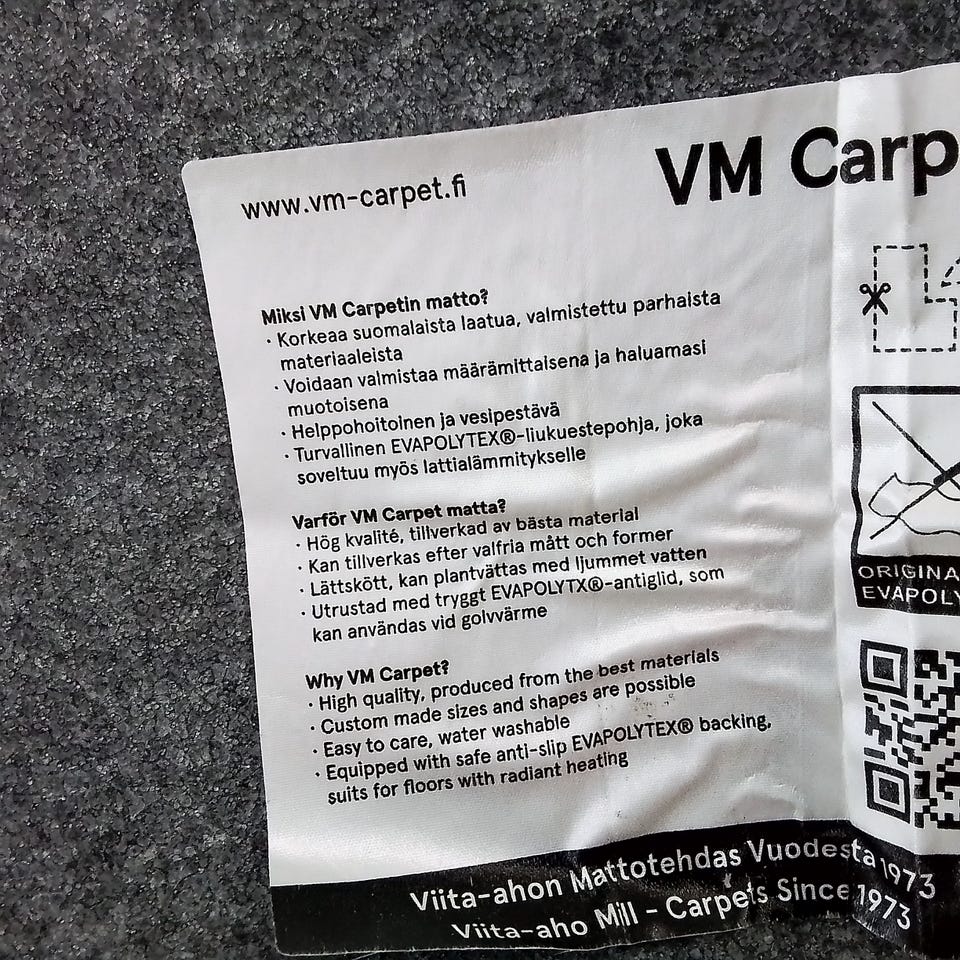 www.vm-carpet.fi
VM Carp
Miksi VM Carpetin matto?
· Korkeaa suomalaista laatua, valmistettu parhaista
materiaaleista
· Voidaan valmistaa määrämittaisena ja haluamasi
muotoisena
· Helppohoitoinen ja vesipestävä
· Turvallinen EVAPOLYTEX®-liukuestepohja, joka
soveltuu myös lattialämmitykselle
Varför VM Carpet matta?
· Hög kvalité, tillverkad av bästa material
· Kan tillverkas efter valfria mått och former
· Lättskött, kan plantvättas med ljummet vatten
· Utrustad med tryggt EVAPOLYTX®-antiglid, som
kan användas vid golvvärme
Why VM Carpet?
· High quality, produced from the best materials
· Custom made sizes and shapes are possible
· Easy to care, water washable
· Equipped with safe anti-slip EVAPOLYTEX® backing,
suits for floors with radiant heating
ORIGINA
EVAPOLY
Viita-ahon Mattotehdas Vuodesta 1973
Viita-aho Mill - Carpets Since 1973